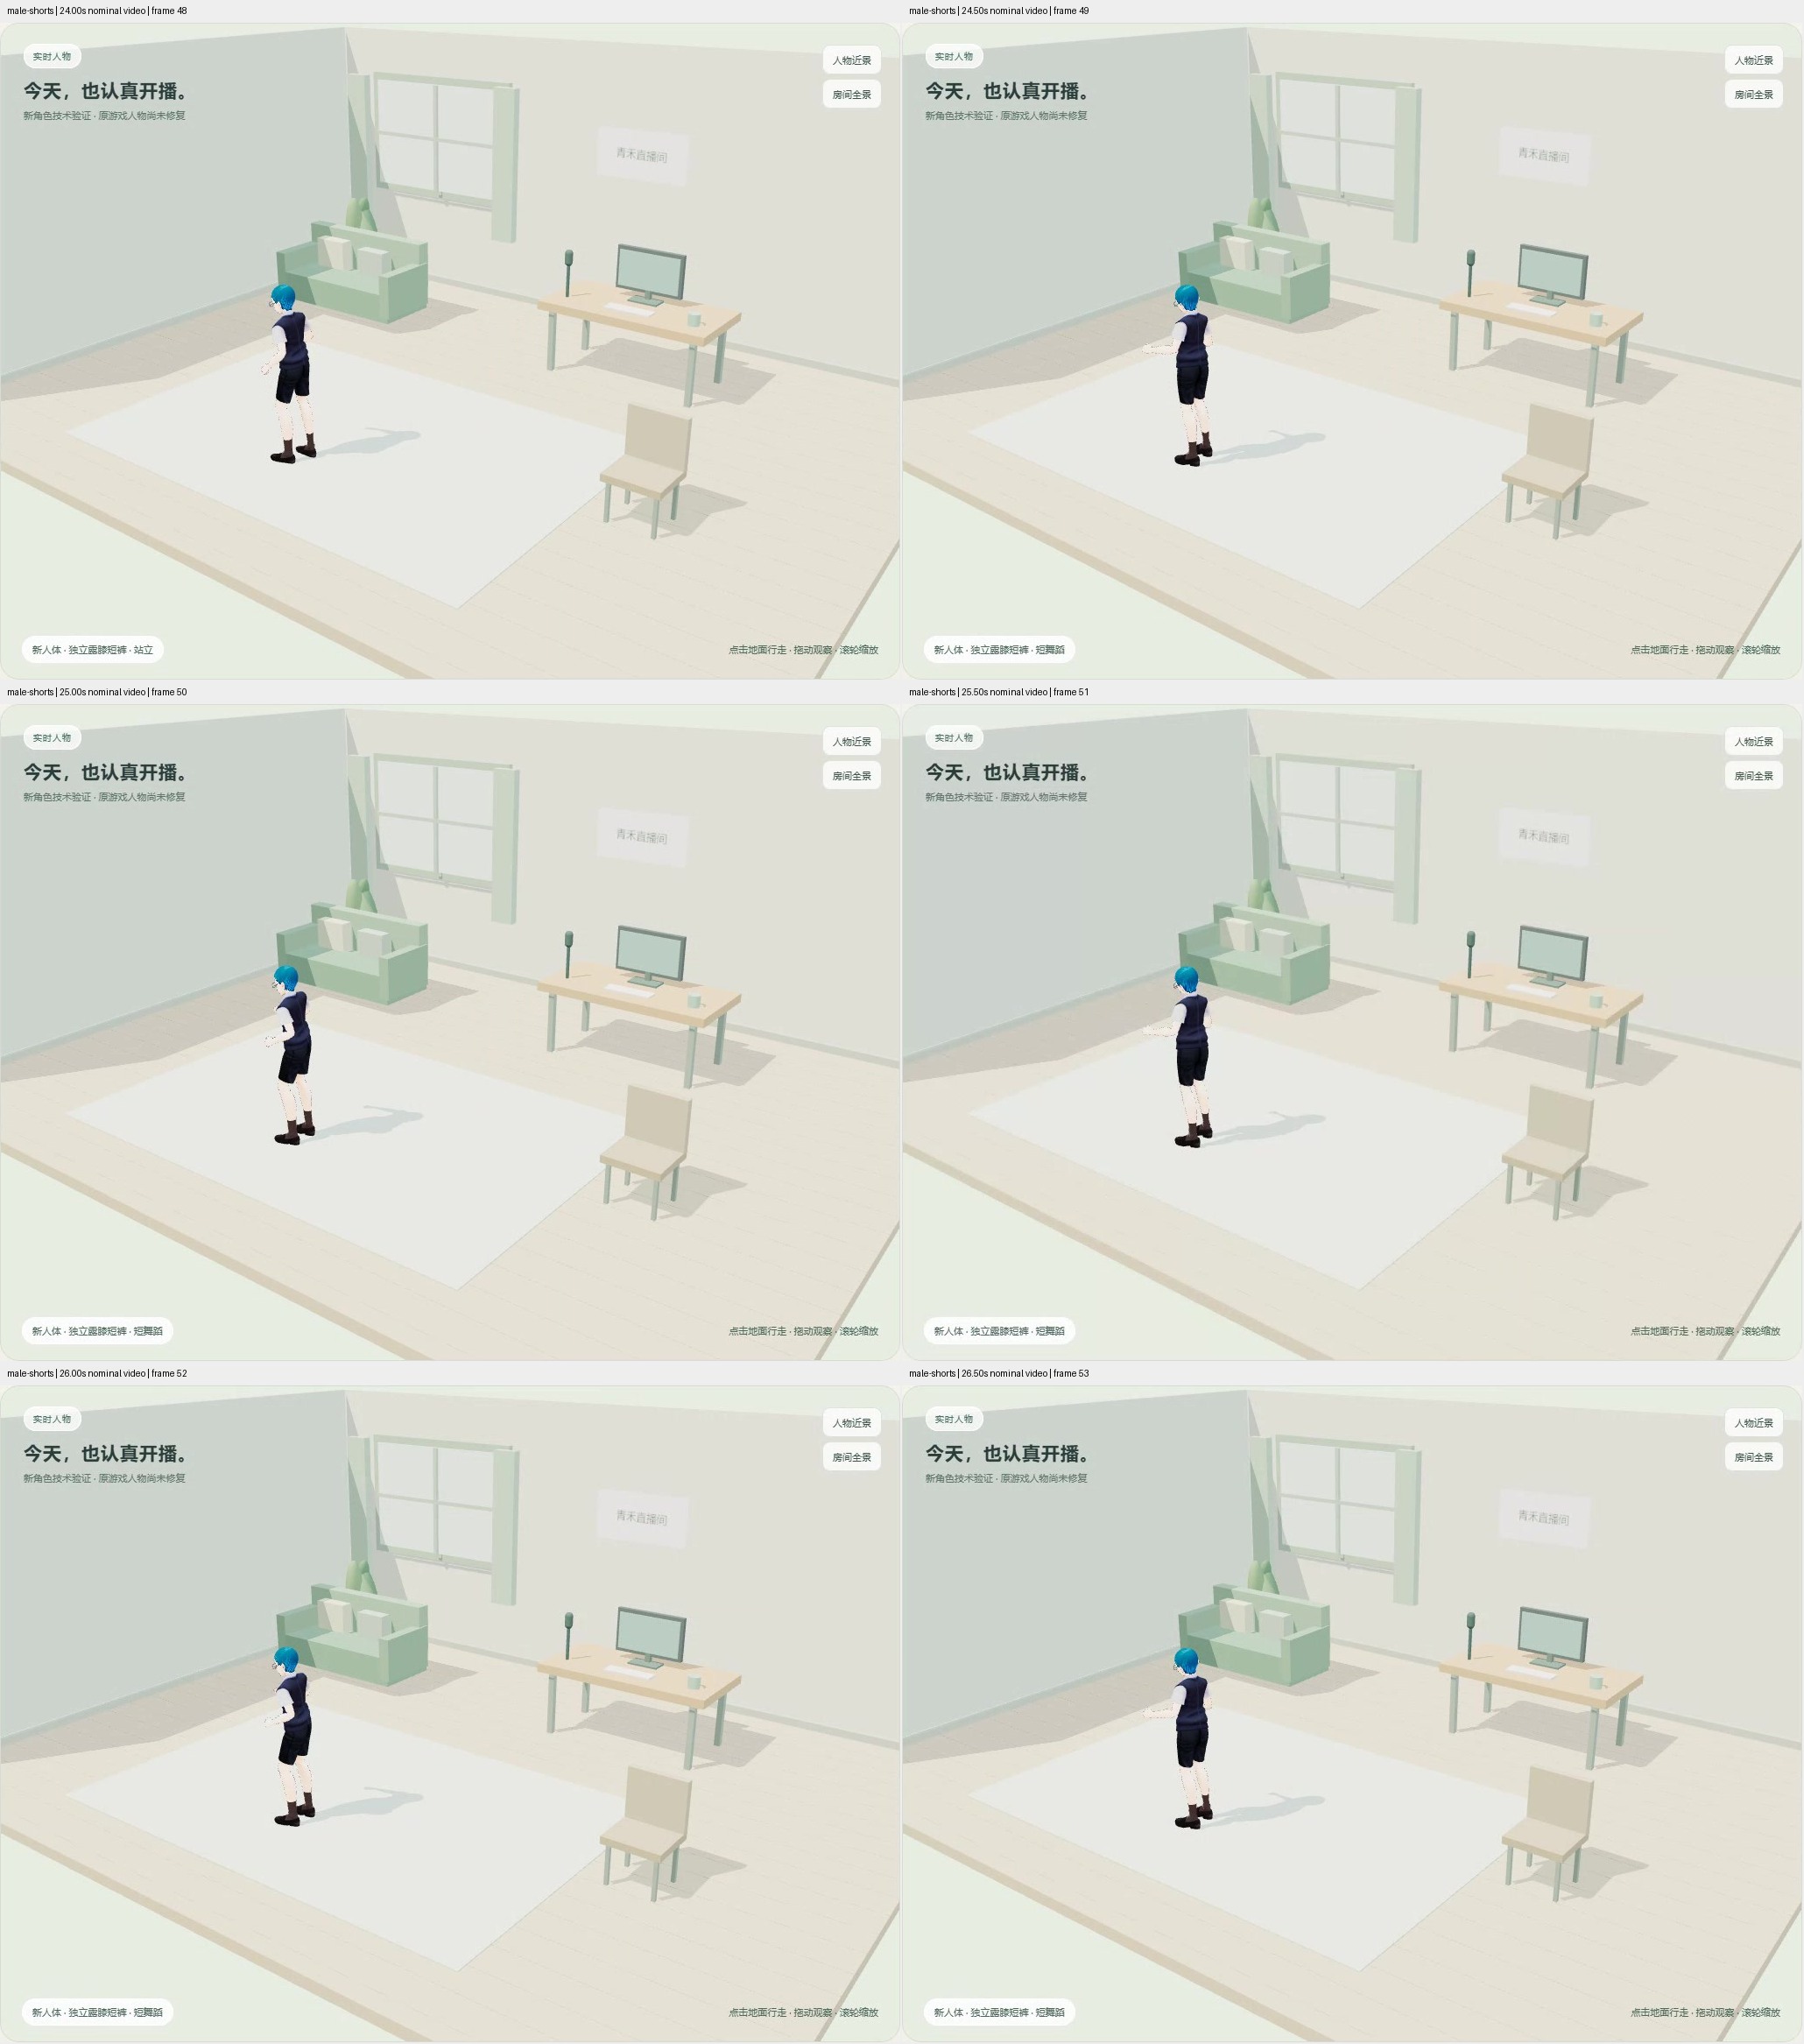 male-shorts | 24.00s nominal video | frame 48
实时人物
人物近景
今天，也认真开播。
房间全景
新角色技术验证 · 原游戏人物尚未修复
青禾直播间
新人体 · 独立露膝短裤 · 站立
点击地面行走 · 拖动观察 · 滚轮缩放
male-shorts | 24.50s nominal video | frame 49
实时人物
人物近景
今天，也认真开播。
房间全景
新角色技术验证 · 原游戏人物尚未修复
青禾直播间
新人体 · 独立露膝短裤 · 短舞蹈
点击地面行走 · 拖动观察 · 滚轮缩放
male-shorts | 25.00s nominal video | frame 50
实时人物
人物近景
今天，也认真开播。
房间全景
新角色技术验证 · 原游戏人物尚未修复
青禾直播间
新人体 · 独立露膝短裤 · 短舞蹈
点击地面行走 · 拖动观察 · 滚轮缩放
male-shorts | 25.50s nominal video | frame 51
实时人物
人物近景
今天，也认真开播。
房间全景
新角色技术验证 · 原游戏人物尚未修复
青禾直播间
新人体 · 独立露膝短裤 · 短舞蹈
点击地面行走 · 拖动观察 · 滚轮缩放
male-shorts | 26.00s nominal video | frame 52
实时人物
人物近景
今天，也认真开播。
房间全景
新角色技术验证 · 原游戏人物尚未修复
青禾直播间
新人体 · 独立露膝短裤 · 短舞蹈
点击地面行走 · 拖动观察 · 滚轮缩放
male-shorts | 26.50s nominal video | frame 53
实时人物
人物近景
今天，也认真开播。
房间全景
新角色技术验证 · 原游戏人物尚未修复
青禾直播间
新人体 · 独立露膝短裤 · 短舞蹈
点击地面行走 · 拖动观察 · 滚轮缩放